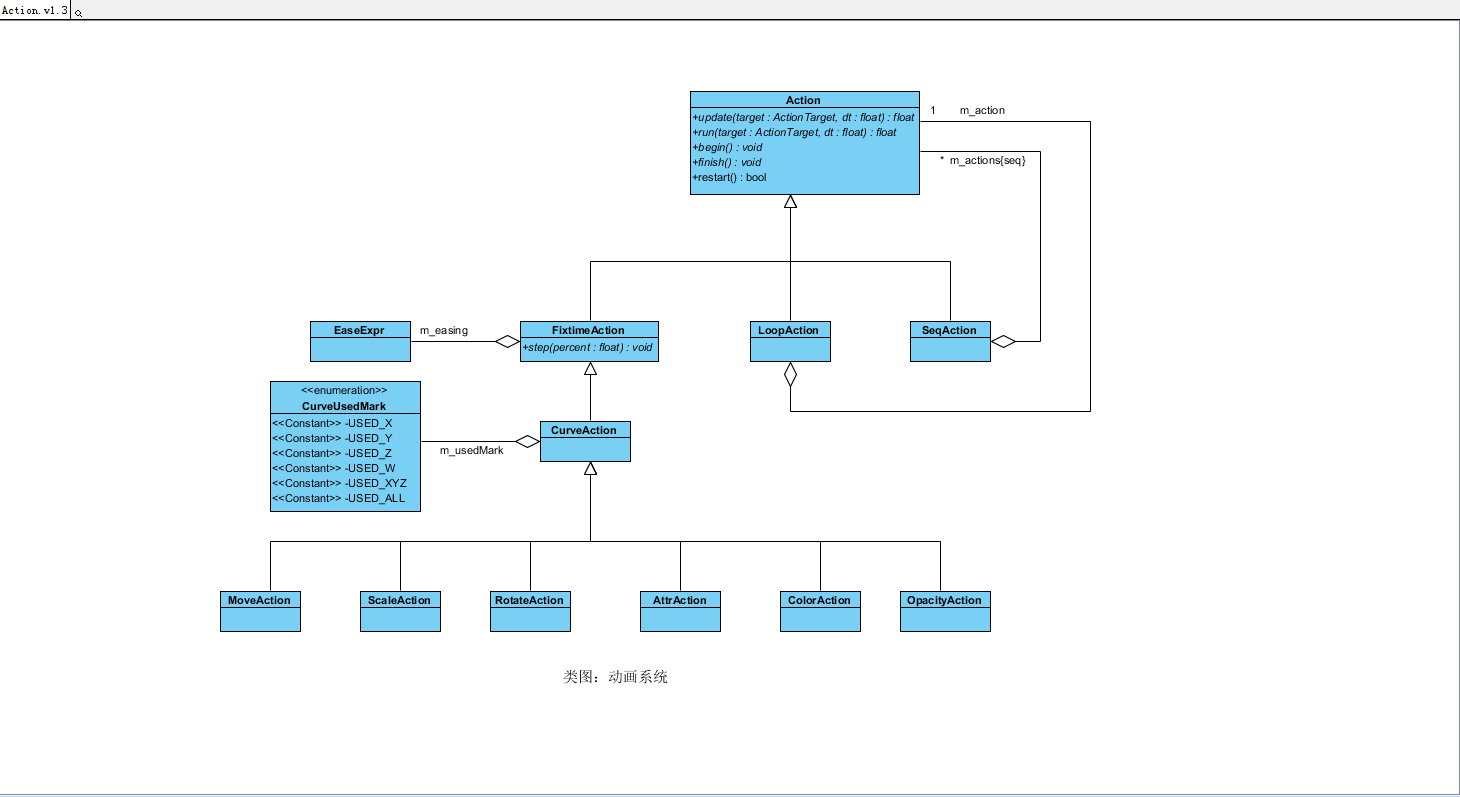 Action.v1.3
Action
+update(target : ActionTarget, dt : float) : float
+run(target : ActionTarget, dt : float) : float
+begin() : void
+finish() : void
+restart() : bool
1 m_action
* m_actions{seq}
EaseExpr
m_easing
FixtimeAction
+step(percent : float) : void
LoopAction
SeqAction
<<enumeration>>
CurveUsedMark
<<Constant>> -USED_X
<<Constant>> -USED_Y
<<Constant>> -USED_Z
<<Constant>> -USED_W
<<Constant>> -USED_XYZ
<<Constant>> -USED_ALL
m_usedMark
CurveAction
MoveAction
ScaleAction
RotateAction
AttrAction
ColorAction
OpacityAction
类图：动画系统